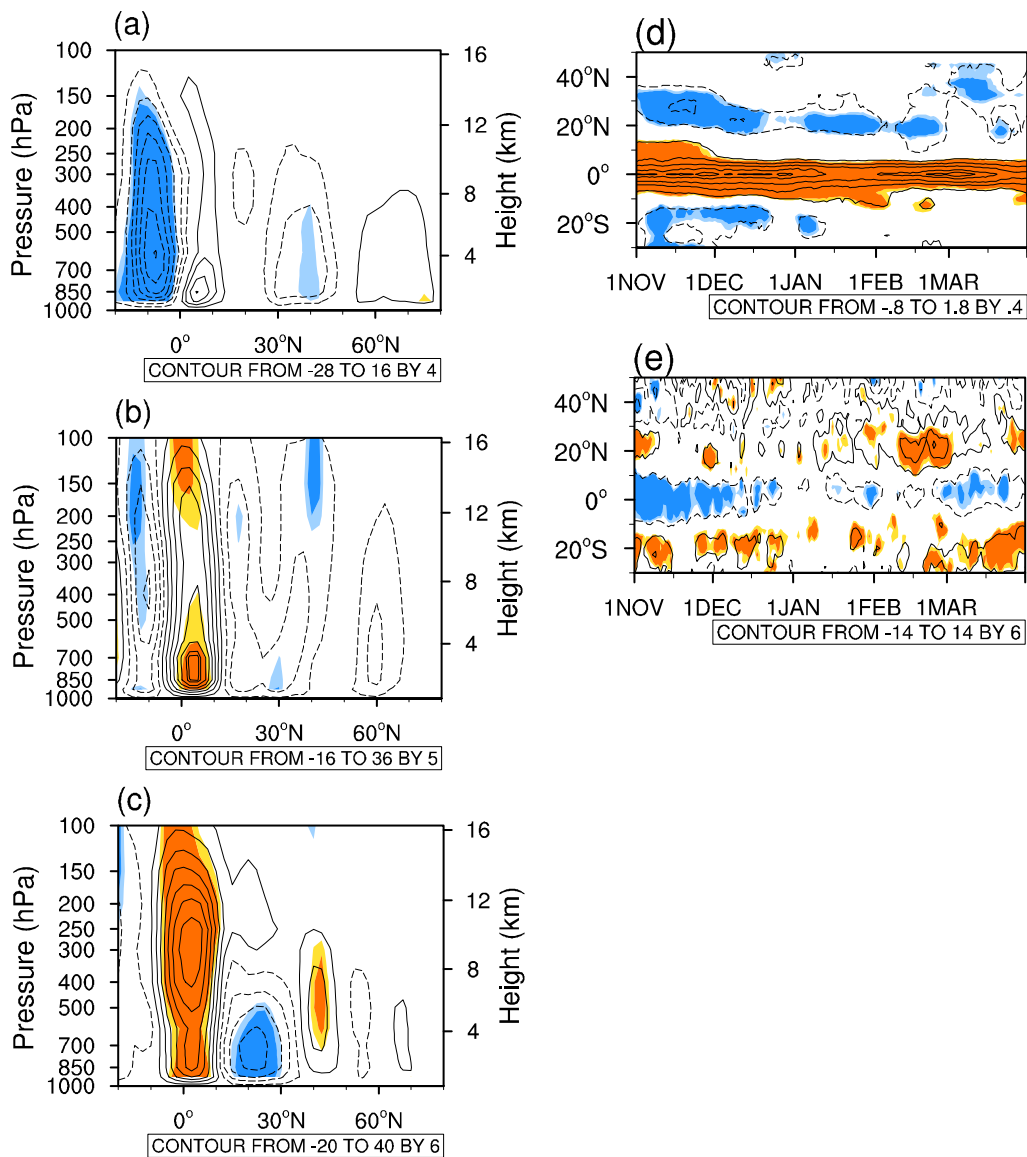 (a)
100
150
200
250
300
400
500
700
850
1000
Pressure (hPa)
16
12
8
4
Height (km)
0°
30°N
60°N
CONTOUR FROM -28 TO 16 BY 4
(b)
100
150
200
250
300
400
500
700
850
1000
Pressure (hPa)
16
12
8
4
Height (km)
0°
30°N
60°N
CONTOUR FROM -16 TO 36 BY 5
(c)
100
150
200
250
300
400
500
700
850
1000
Pressure (hPa)
16
12
8
4
Height (km)
0°
30°N
60°N
CONTOUR FROM -20 TO 40 BY 6
(d)
40°N
20°N
0°
20°S
1NOV 1DEC 1JAN 1FEB 1MAR
CONTOUR FROM -.8 TO 1.8 BY .4
(e)
40°N
20°N
0°
20°S
1NOV 1DEC 1JAN 1FEB 1MAR
CONTOUR FROM -14 TO 14 BY 6